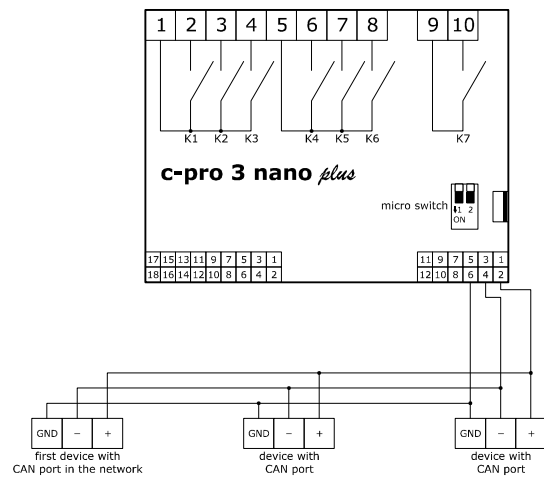 1 2 3 4 5 6 7 8 9 10
K1 K2 K3 K4 K5 K6 K7
c-pro 3 nano plus
micro switch
1 2
ON
17 15 13 11 9 7 5 3 1 11 9 7 5 3 1
18 16 14 12 10 8 6 4 2 12 10 8 6 4 2
GND − + GND − + GND − +
first device with
CAN port in the network
device with
CAN port
device with
CAN port